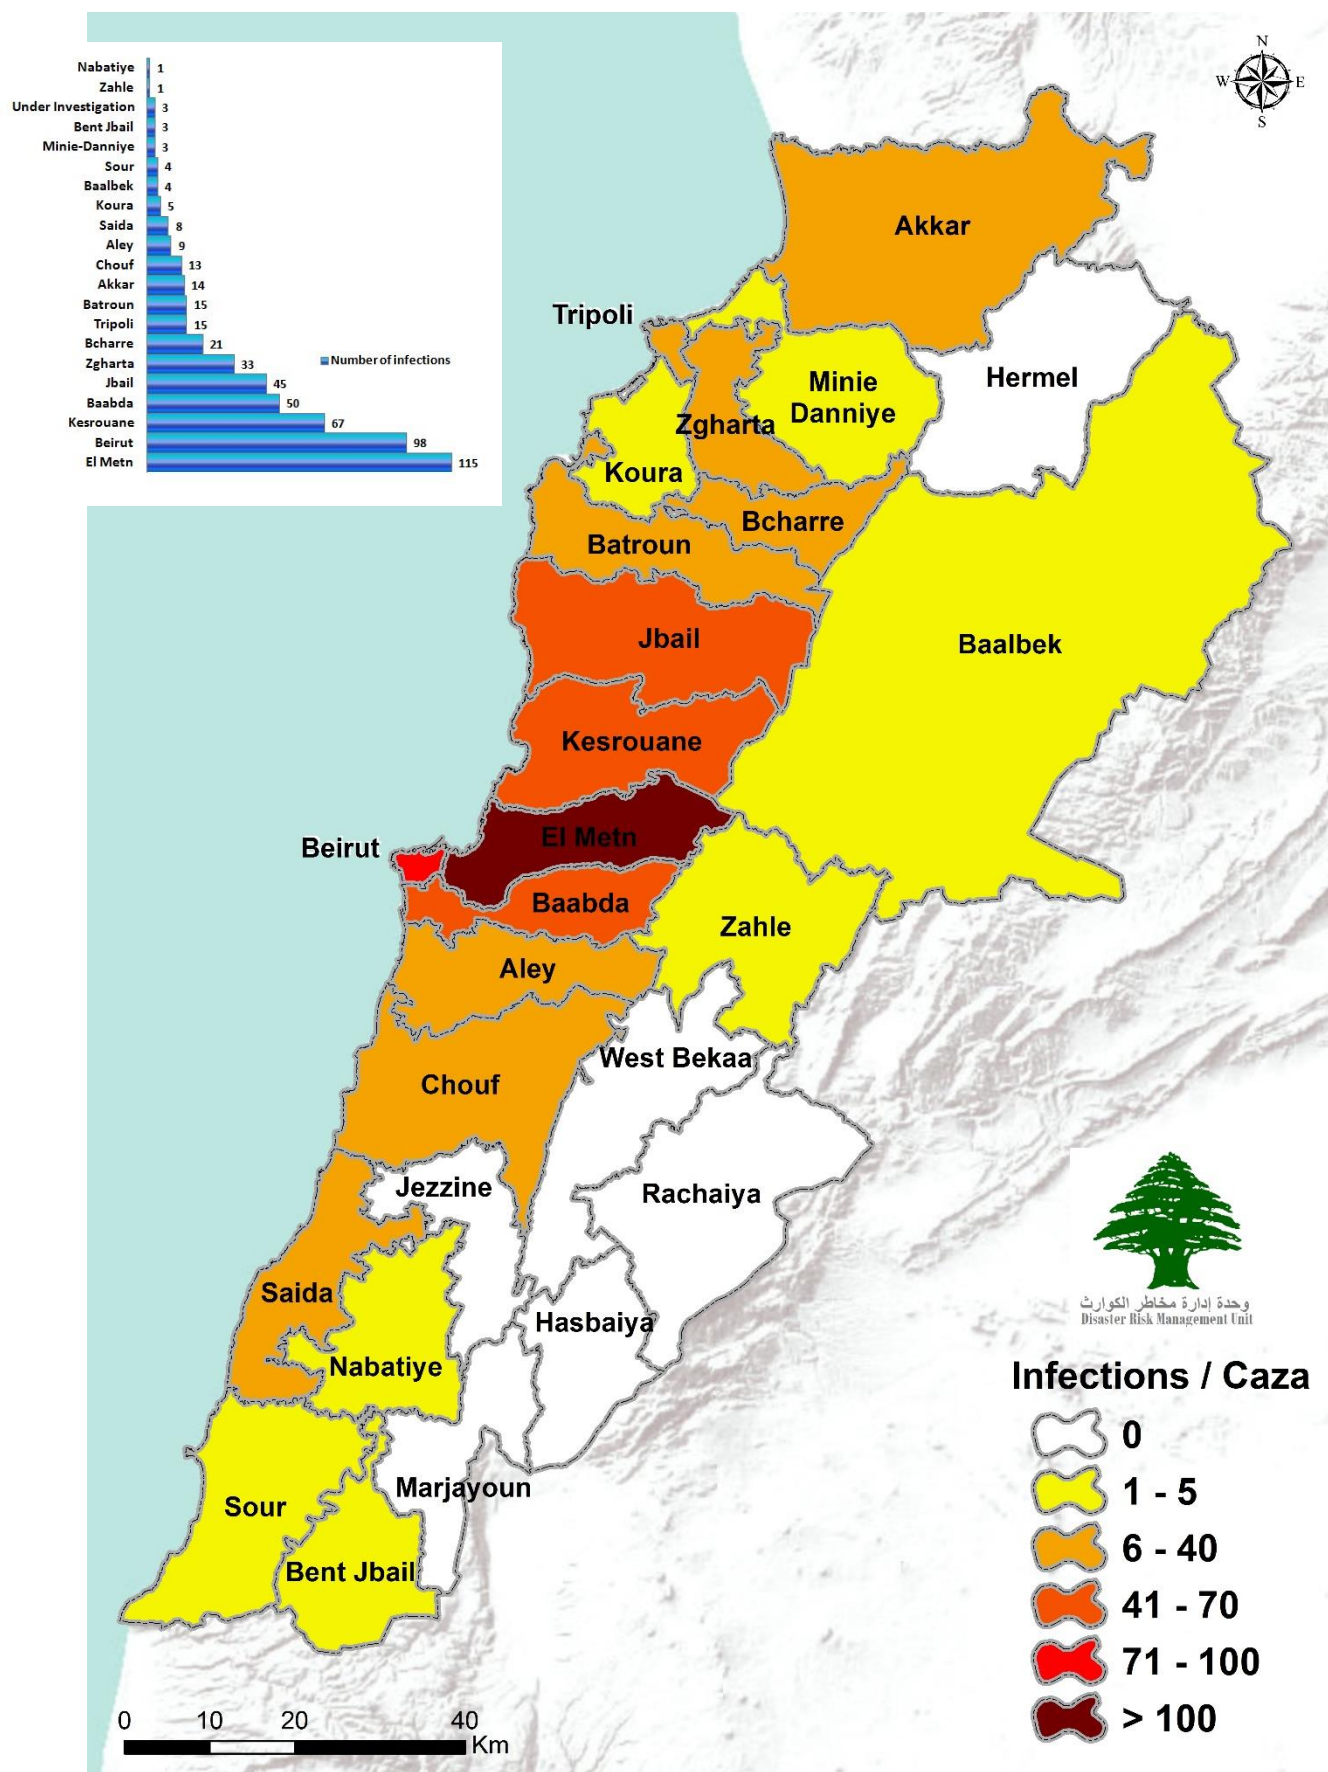 Nabatiye 1
Zahle 1
Under Investigation 3
Bent Jbail 3
Minie-Danniye 3
Sour 4
Baalbek 4
Koura 5
Saida 8
Aley 9
Chouf 13
Akkar 14
Batroun 15
Tripoli 15
Bcharre 21
Zgharta 33
Jbail 45
Baabda 50
Kesrouane 67
Beirut 98
El Metn 115
Number of infections
N
W E
S
Akkar
Tripoli
Hermel
Minie
Danniye
Zgharta
Koura
Bcharre
Batroun
Jbail
Baalbek
Kesrouane
El Metn
Beirut
Baabda
Zahle
Aley
West Bekaa
Chouf
Jezzine
Rachaiya
Saida
Hasbaiya
Nabatiye
Marjayoun
Sour
Bent Jbail
وحدة إدارة مخاطر الكوارث
Disaster Risk Management Unit
Infections / Caza
0
1 - 5
6 - 40
41 - 70
71 - 100
> 100
0 10 20 40
Km